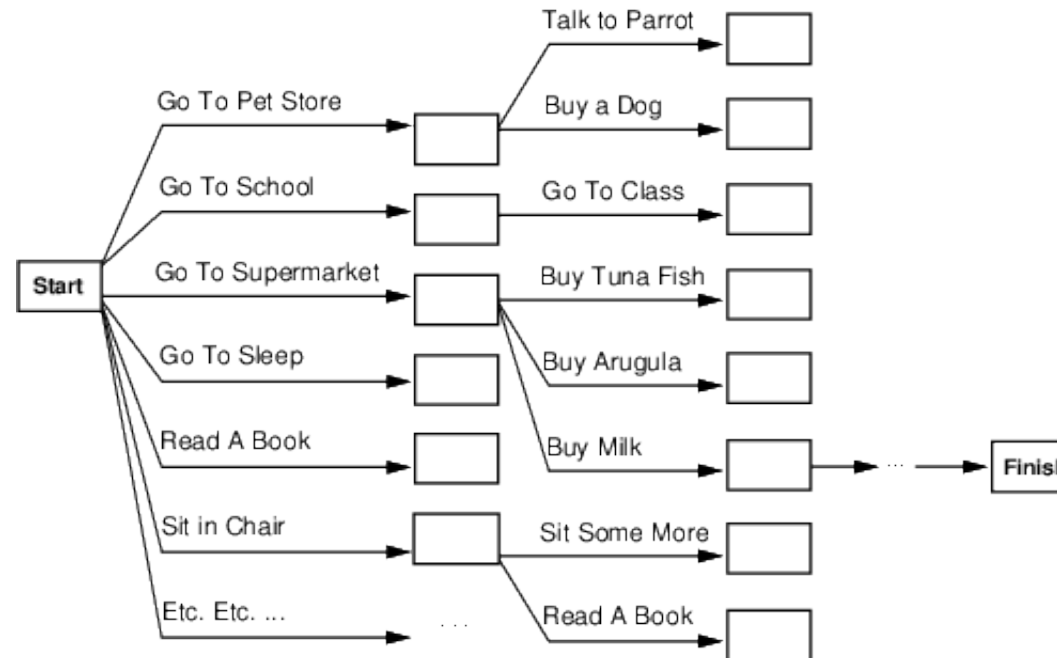 Talk to Parrot
Go To Pet Store
Buy a Dog
Go To School
Go To Class
Start
Go To Supermarket
Buy Tuna Fish
Go To Sleep
Buy Arugula
Read A Book
Buy Milk
...
Finish
Sit in Chair
Sit Some More
Etc. Etc. ...
...
Read A Book